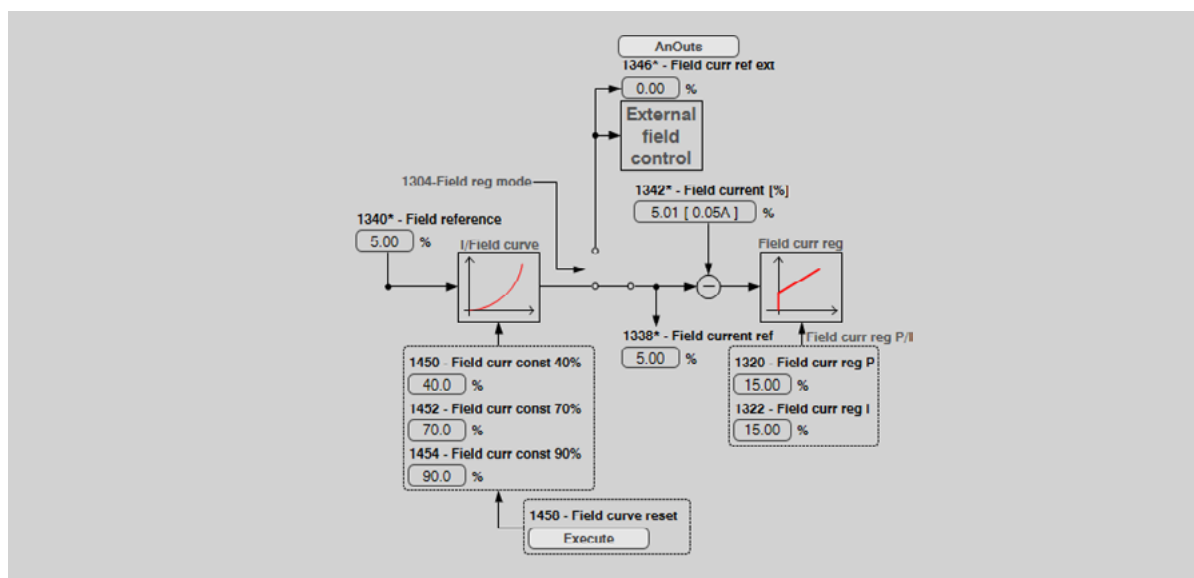 AnOuts
1346* - Field curr ref ext
0.00 %
External
field
control
1304-Field reg mode
1342* - Field current [%]
5.01 [ 0.05A ] %
1340* - Field reference
5.00 %
I/Field curve
Field curr reg
1338* - Field current ref
5.00 %
Field curr reg P/I
1450 - Field curr const 40%
40.0 %
1452 - Field curr const 70%
70.0 %
1454 - Field curr const 90%
90.0 %
1320 - Field curr reg P
15.00 %
1322 - Field curr reg I
15.00 %
1458 - Field curve reset
Execute